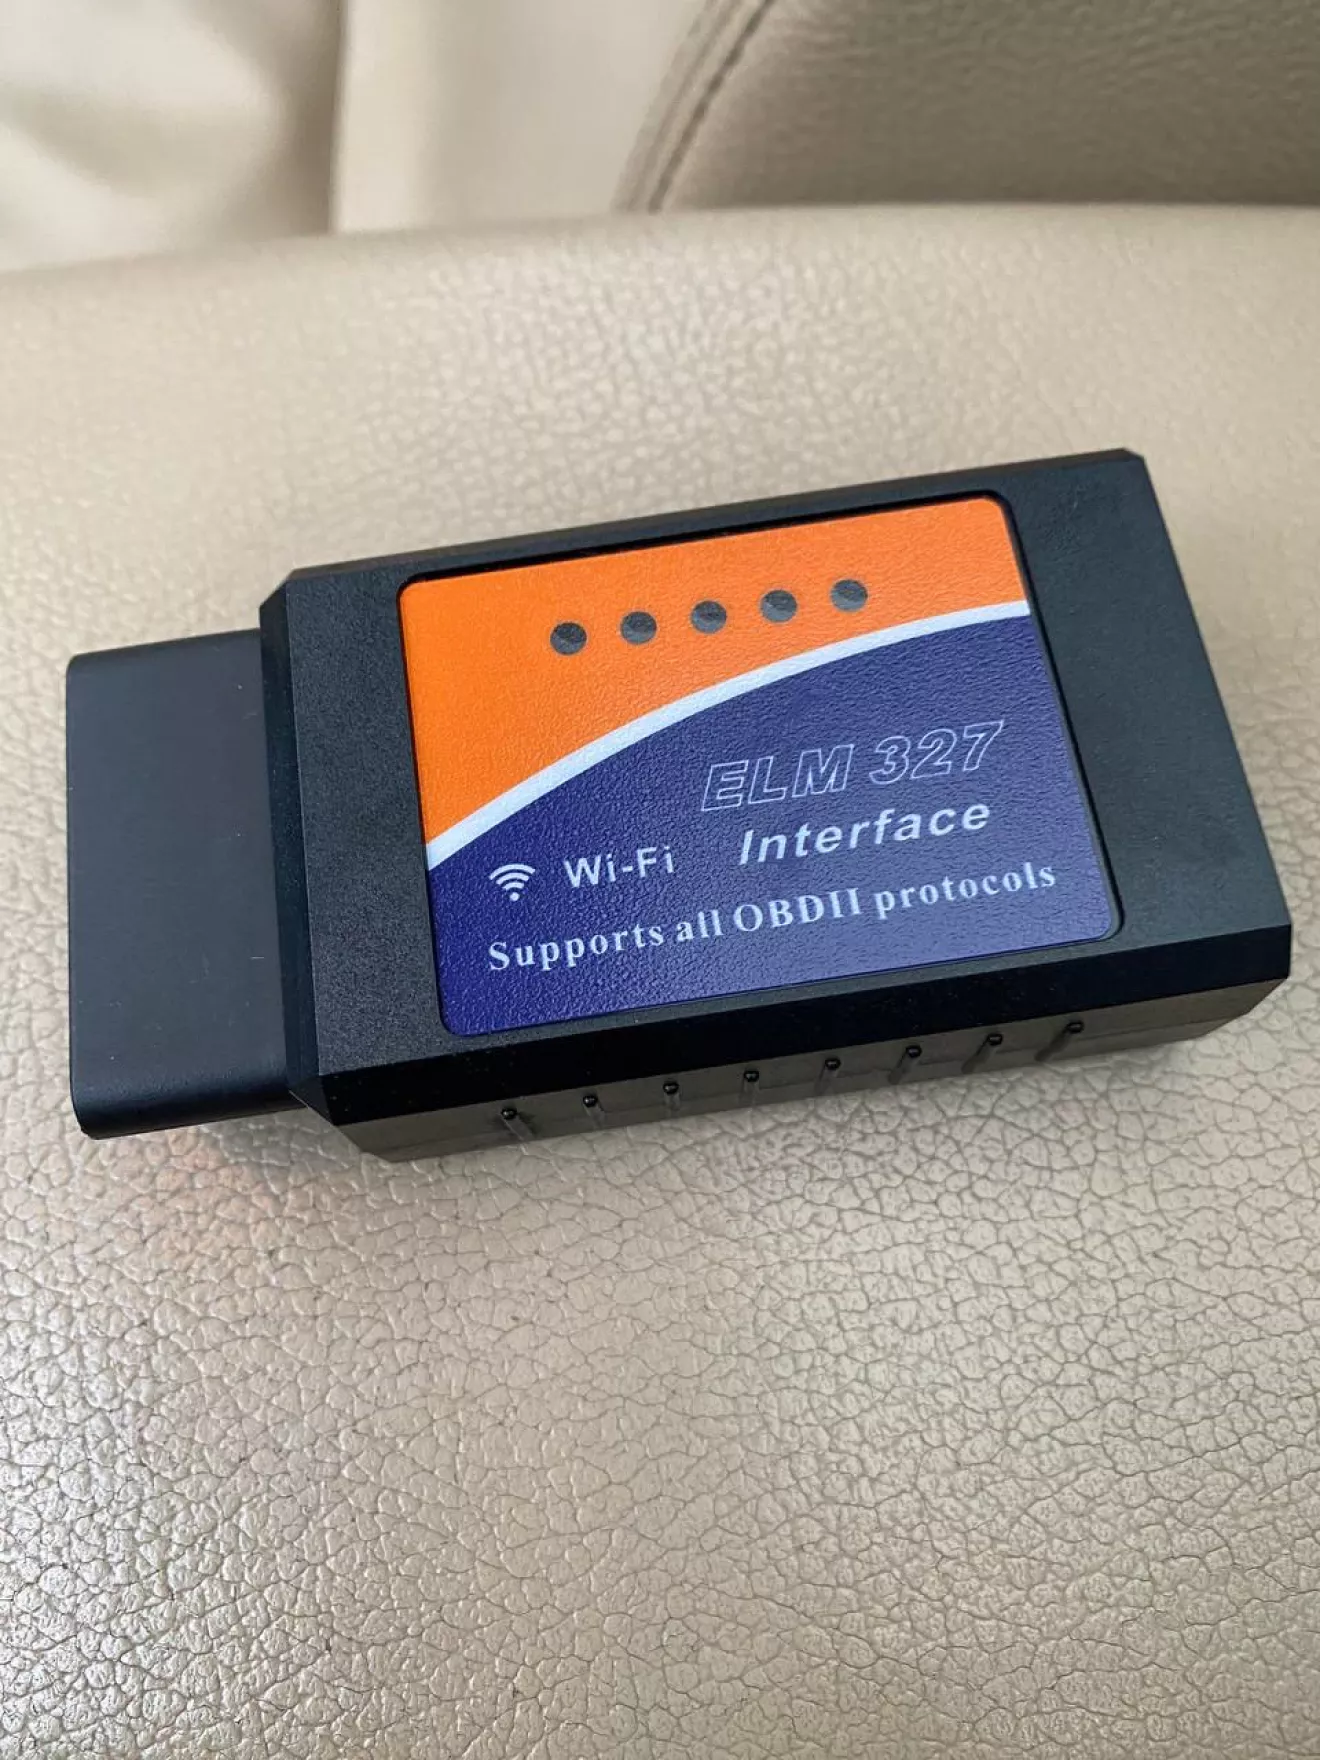 ELM 327
Wi-Fi Interface
Supports all OBDII protocols